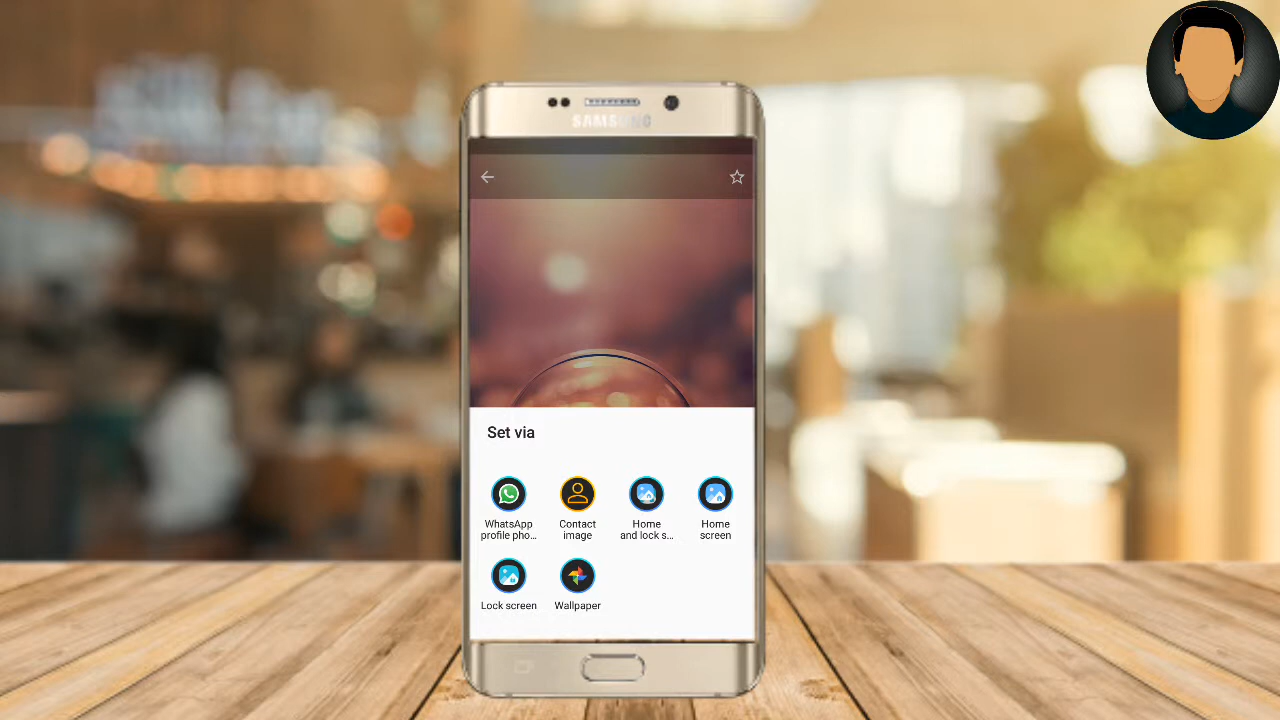 SAMSUNG
Set via
WhatsApp
profile pho...
Contact
image
Home
and lock s...
Home
screen
Lock screen
Wallpaper